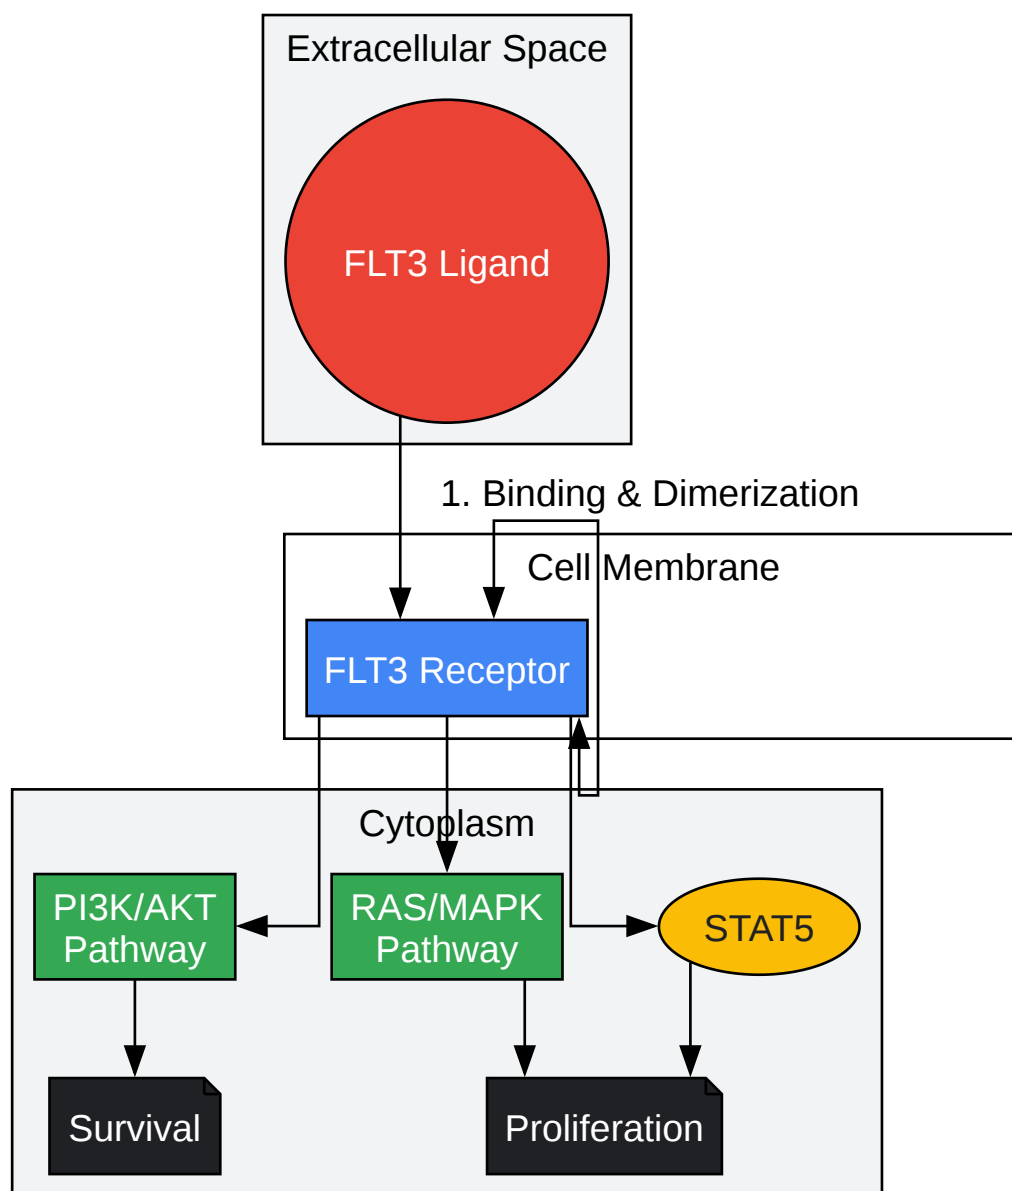 Extracellular Space
FLT3 Ligand
1. Binding & Dimerization
Cell Membrane
FLT3 Receptor
Cytoplasm
PI3K/AKT
Pathway
RAS/MAPK
Pathway
STAT5
Survival
Proliferation